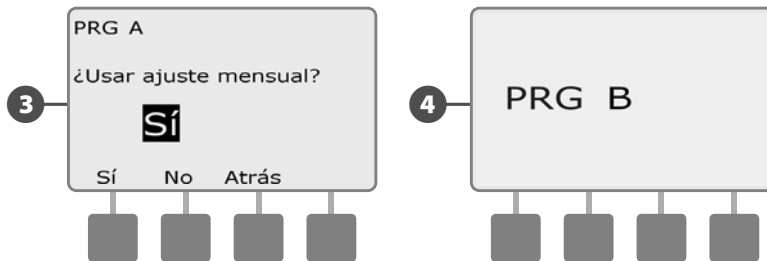 3
PRG A
¿Usar ajuste mensual?
Sí
Sí No Atrás
4
PRG B